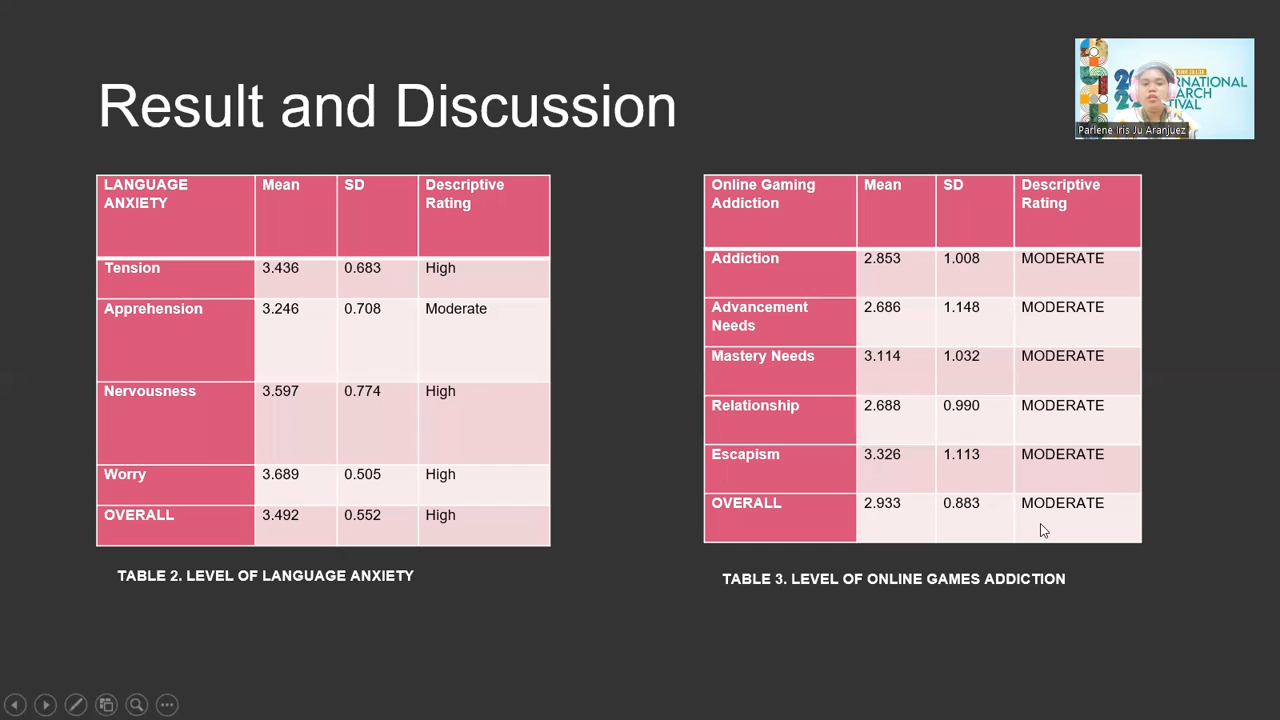 Result and Discussion
RNATIONAL
ARCH
TIVAL
Parlene Iris Ju Aranjuez
LANGUAGE ANXIETY Mean SD Descriptive Rating
Tension 3.436 0.683 High
Apprehension 3.246 0.708 Moderate
Nervousness 3.597 0.774 High
Worry 3.689 0.505 High
OVERALL 3.492 0.552 High
TABLE 2. LEVEL OF LANGUAGE ANXIETY
Online Gaming Addiction Mean SD Descriptive Rating
Addiction 2.853 1.008 MODERATE
Advancement Needs 2.686 1.148 MODERATE
Mastery Needs 3.114 1.032 MODERATE
Relationship 2.688 0.990 MODERATE
Escapism 3.326 1.113 MODERATE
OVERALL 2.933 0.883 MODERATE
TABLE 3. LEVEL OF ONLINE GAMES ADDICTION